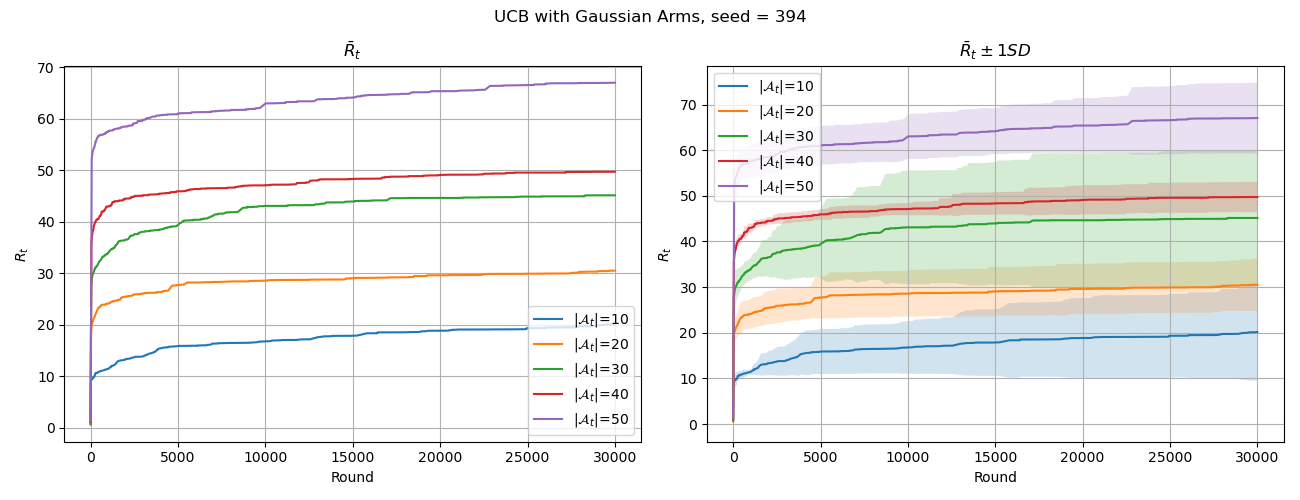 UCB with Gaussian Arms, seed = 394
R̄ₜ
70
60
50
40
30
20
10
0
Rₜ
0 5000 10000 15000 20000 25000 30000
Round
|𝒜ₜ|=10
|𝒜ₜ|=20
|𝒜ₜ|=30
|𝒜ₜ|=40
|𝒜ₜ|=50
R̄ₜ ± 1SD
|𝒜ₜ|=10
|𝒜ₜ|=20
|𝒜ₜ|=30
|𝒜ₜ|=40
|𝒜ₜ|=50
70
60
50
40
30
20
10
0
Rₜ
0 5000 10000 15000 20000 25000 30000
Round